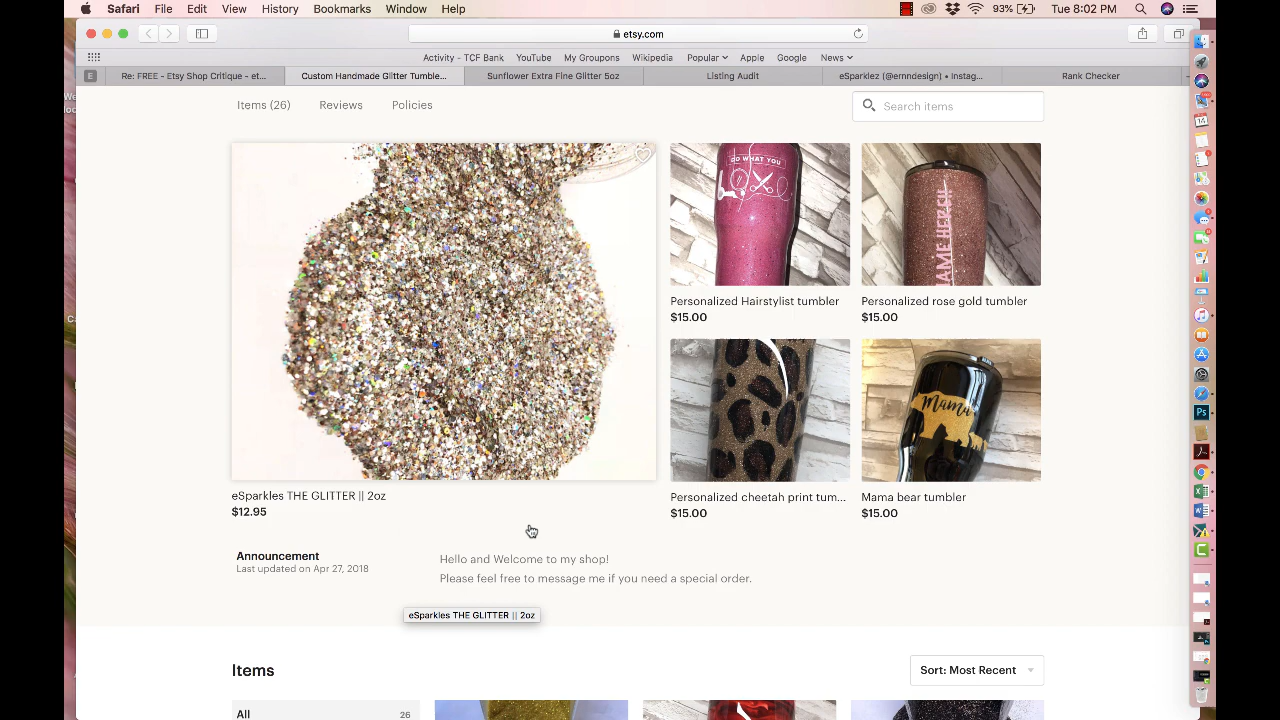 Safari File Edit View History Bookmarks Window Help 93% Tue 8:02 PM
etsy.com
Activity - TCF Bank YouTube My Groupons Wikipedia Popular Apple Google News
E Re: FREE - Etsy Shop Critique - et... Custom Handmade Glitter Tumble... Sunflower Extra Fine Glitter 5oz Listing Audit eSparklez (@emndesign) • Instag... Rank Checker
Items (26) Reviews Policies Search items
DO WHAT YOU
Personalized Hairstylist tumbler
$15.00
Personalized rose gold tumbler
$15.00
Mama
eSparkles THE GLITTER || 2oz
$12.95
Personalized cheetah print tum...
$15.00
Mama bear tumbler
$15.00
Announcement
Last updated on Apr 27, 2018
Hello and Welcome to my shop!
Please feel free to message me if you need a special order.
eSparkles THE GLITTER || 2oz
Items
Sort: Most Recent
All 26